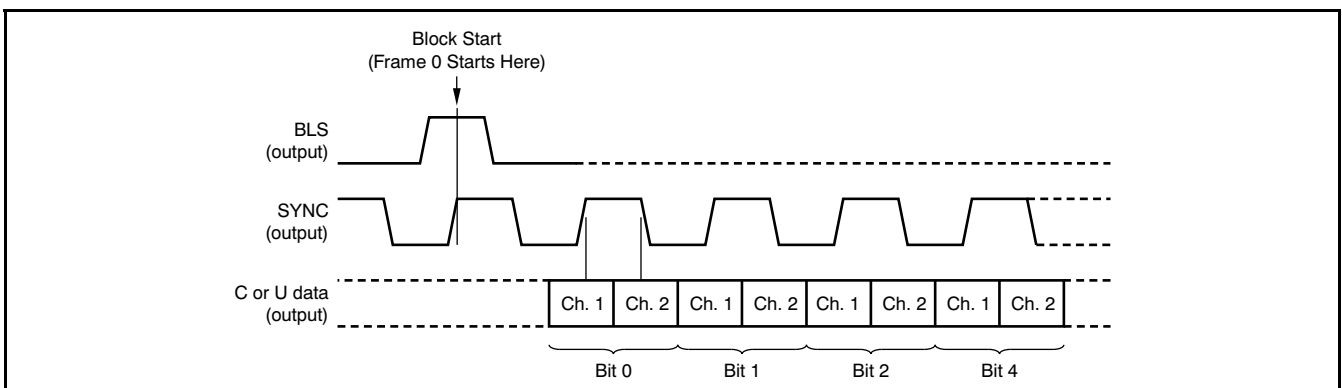 Block Start
(Frame 0 Starts Here)
BLS
(output)
SYNC
(output)
C or U data
(output)
Ch. 1 Ch. 2 Ch. 1 Ch. 2 Ch. 1 Ch. 2 Ch. 1 Ch. 2
Bit 0 Bit 1 Bit 2 Bit 4